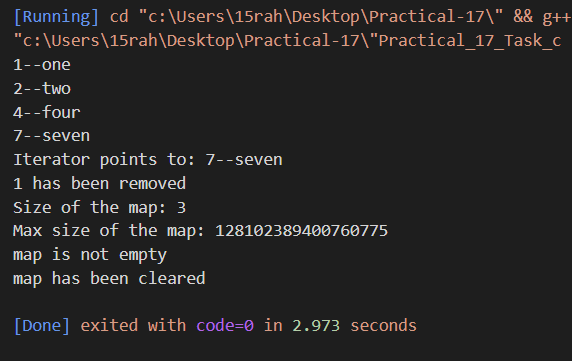 [Running] cd "c:\Users\15rah\Desktop\Practical-17\" && g++
"c:\Users\15rah\Desktop\Practical-17\"Practical_17_Task_c
1--one
2--two
4--four
7--seven
Iterator points to: 7--seven
1 has been removed
Size of the map: 3
Max size of the map: 128102389400760775
map is not empty
map has been cleared
[Done] exited with code=0 in 2.973 seconds